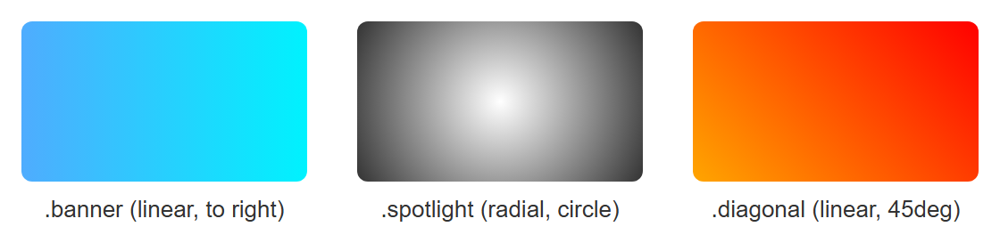 .banner (linear, to right)
.spotlight (radial, circle)
.diagonal (linear, 45deg)